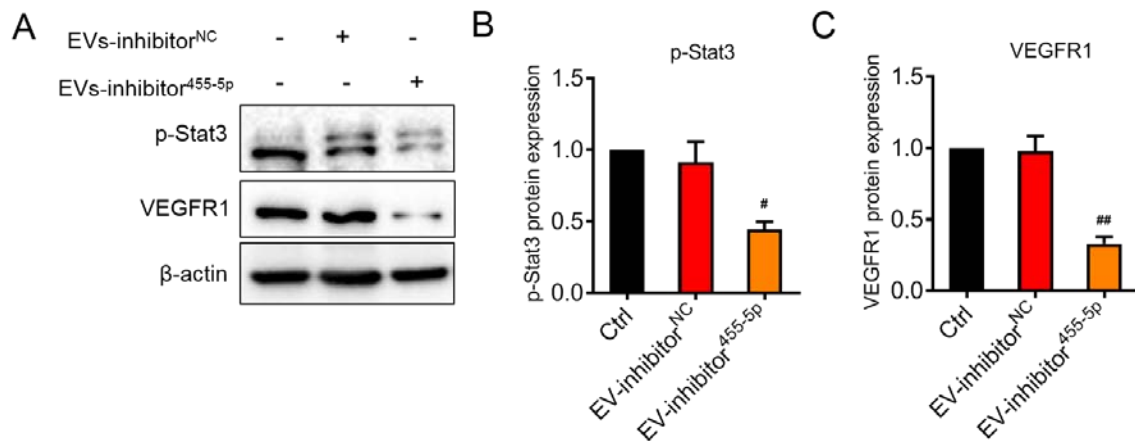 A
EVs-inhibitor^NC - + -
EVs-inhibitor^455-5p - - +
p-Stat3
VEGFR1
β-actin
B
p-Stat3
p-Stat3 protein expression
1.5
1.0
0.5
0.0
#
Ctrl
EV-inhibitor^NC
EV-inhibitor^455-5p
C
VEGFR1
VEGFR1 protein expression
1.5
1.0
0.5
0.0
##
Ctrl
EV-inhibitor^NC
EV-inhibitor^455-5p